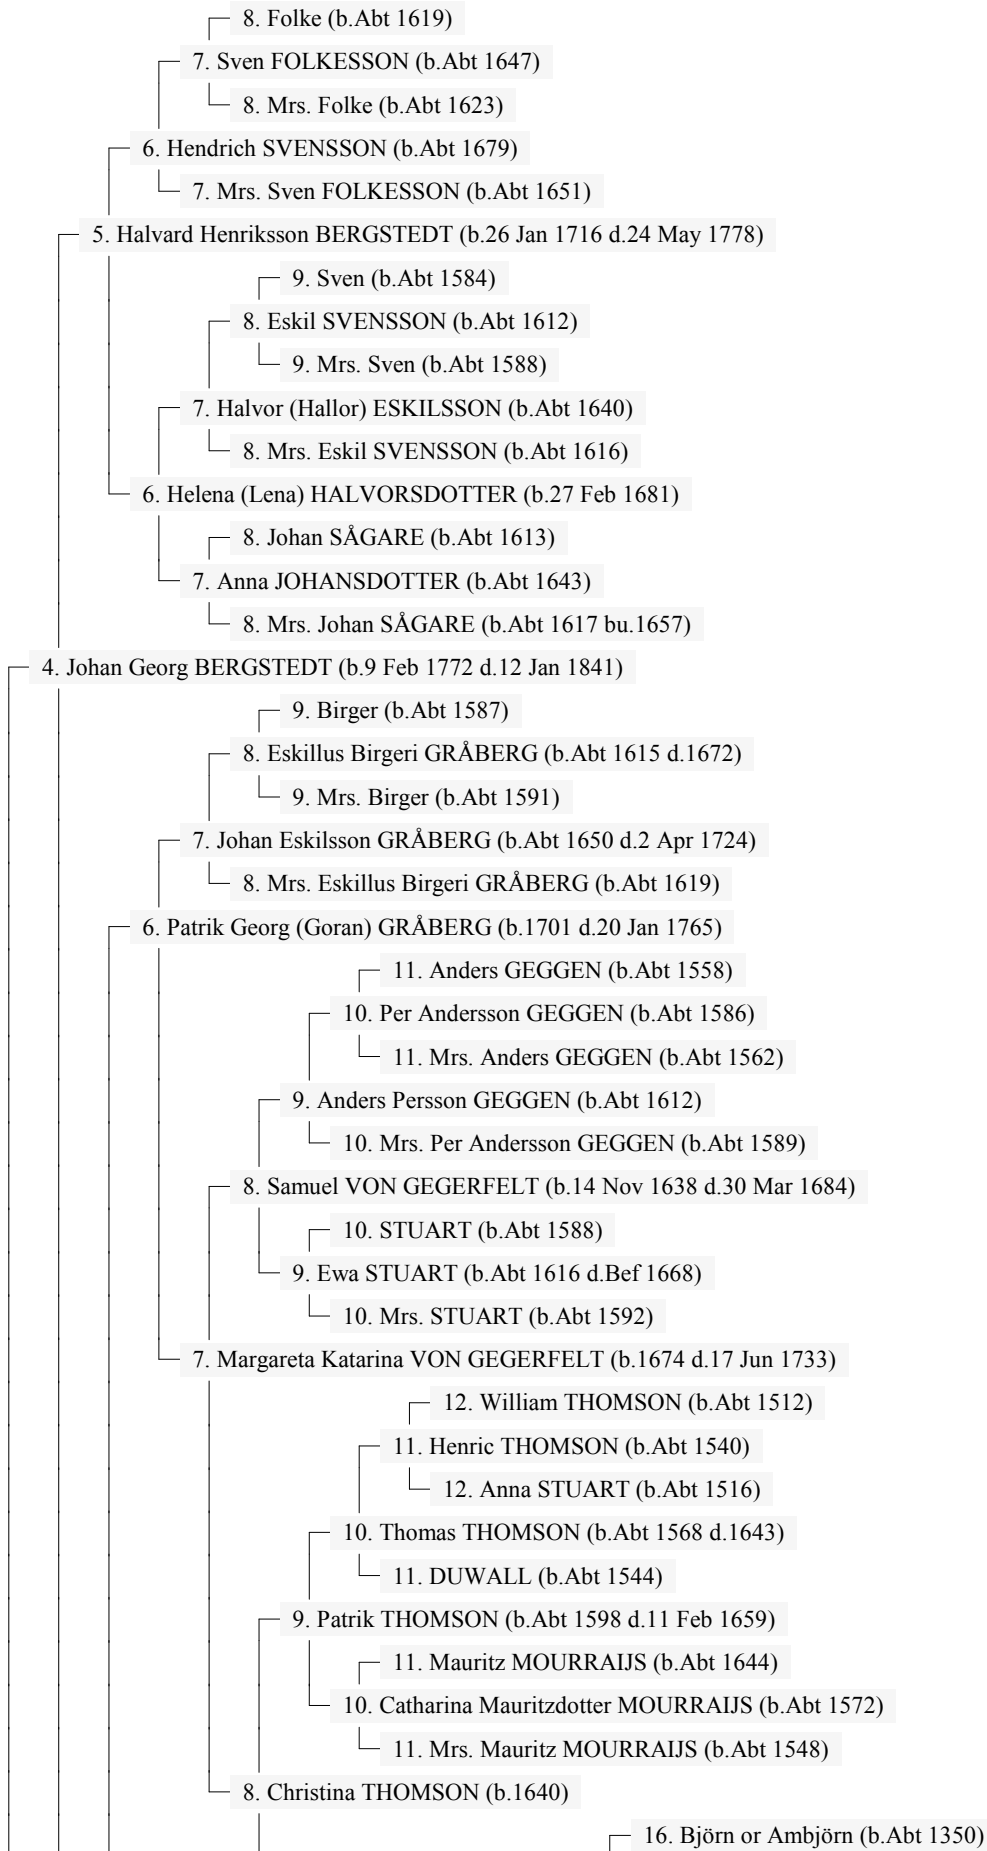 8. Folke (b.Abt 1619)
7. Sven FOLKESSON (b.Abt 1647)
8. Mrs. Folke (b.Abt 1623)
6. Hendrich SVENSSON (b.Abt 1679)
7. Mrs. Sven FOLKESSON (b.Abt 1651)
5. Halvard Henriksson BERGSTEDT (b.26 Jan 1716 d.24 May 1778)
9. Sven (b.Abt 1584)
8. Eskil SVENSSON (b.Abt 1612)
9. Mrs. Sven (b.Abt 1588)
7. Halvor (Hallor) ESKILSSON (b.Abt 1640)
8. Mrs. Eskil SVENSSON (b.Abt 1616)
6. Helena (Lena) HALVORSDOTTER (b.27 Feb 1681)
8. Johan SÅGARE (b.Abt 1613)
7. Anna JOHANSDOTTER (b.Abt 1643)
8. Mrs. Johan SÅGARE (b.Abt 1617 bu.1657)
4. Johan Georg BERGSTEDT (b.9 Feb 1772 d.12 Jan 1841)
9. Birger (b.Abt 1587)
8. Eskillus Birgeri GRÅBERG (b.Abt 1615 d.1672)
9. Mrs. Birger (b.Abt 1591)
7. Johan Eskilsson GRÅBERG (b.Abt 1650 d.2 Apr 1724)
8. Mrs. Eskillus Birgeri GRÅBERG (b.Abt 1619)
6. Patrik Georg (Goran) GRÅBERG (b.1701 d.20 Jan 1765)
11. Anders GEGGEN (b.Abt 1558)
10. Per Andersson GEGGEN (b.Abt 1586)
11. Mrs. Anders GEGGEN (b.Abt 1562)
9. Anders Persson GEGGEN (b.Abt 1612)
10. Mrs. Per Andersson GEGGEN (b.Abt 1589)
8. Samuel VON GEGERFELT (b.14 Nov 1638 d.30 Mar 1684)
10. STUART (b.Abt 1588)
9. Ewa STUART (b.Abt 1616 d.Bef 1668)
10. Mrs. STUART (b.Abt 1592)
7. Margareta Katarina VON GEGERFELT (b.1674 d.17 Jun 1733)
12. William THOMSON (b.Abt 1512)
11. Henric THOMSON (b.Abt 1540)
12. Anna STUART (b.Abt 1516)
10. Thomas THOMSON (b.Abt 1568 d.1643)
11. DUWALL (b.Abt 1544)
9. Patrik THOMSON (b.Abt 1598 d.11 Feb 1659)
11. Mauritz MOURRAIJS (b.Abt 1644)
10. Catharina Mauritzdotter MOURRAIJS (b.Abt 1572)
11. Mrs. Mauritz MOURRAIJS (b.Abt 1548)
8. Christina THOMSON (b.1640)
16. Björn or Ambjörn (b.Abt 1350)